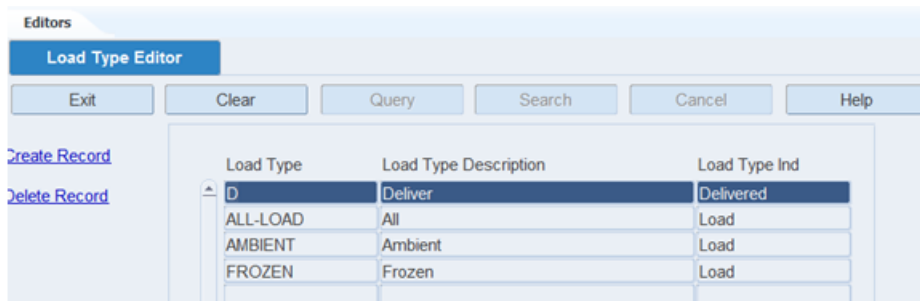 Editors
Load Type Editor
Exit Clear Query Search Cancel Help
Create Record
Delete Record
Load Type Load Type Description Load Type Ind
D Deliver Delivered
ALL-LOAD All Load
AMBIENT Ambient Load
FROZEN Frozen Load